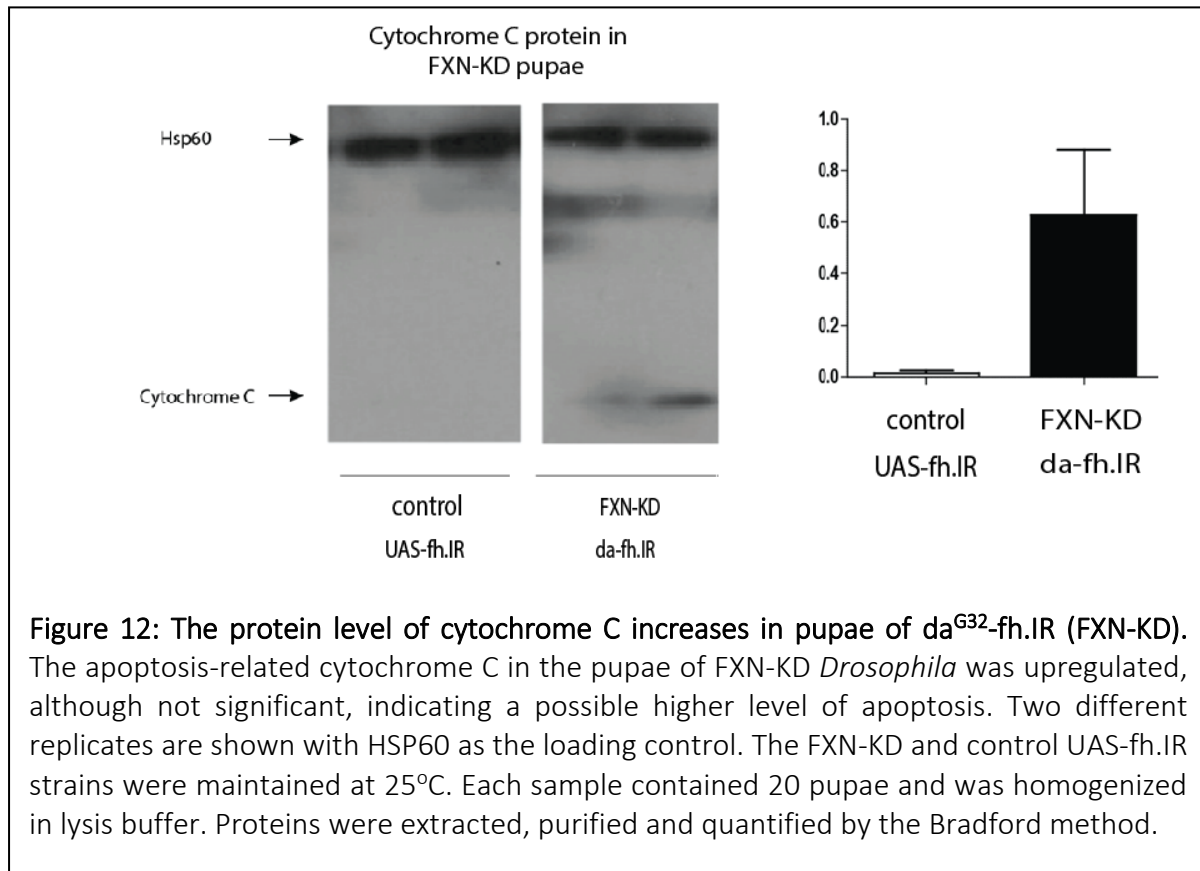 Cytochrome C protein in
FXN-KD pupae
Hsp60
Cytochrome C
control
UAS-fh.IR
FXN-KD
da-fh.IR
1.0
0.8
0.6
0.4
0.2
0.0
control
UAS-fh.IR
FXN-KD
da-fh.IR
Figure 12: The protein level of cytochrome C increases in pupae of da^G32-fh.IR (FXN-KD).
The apoptosis-related cytochrome C in the pupae of FXN-KD Drosophila was upregulated,
although not significant, indicating a possible higher level of apoptosis. Two different
replicates are shown with HSP60 as the loading control. The FXN-KD and control UAS-fh.IR
strains were maintained at 25°C. Each sample contained 20 pupae and was homogenized
in lysis buffer. Proteins were extracted, purified and quantified by the Bradford method.